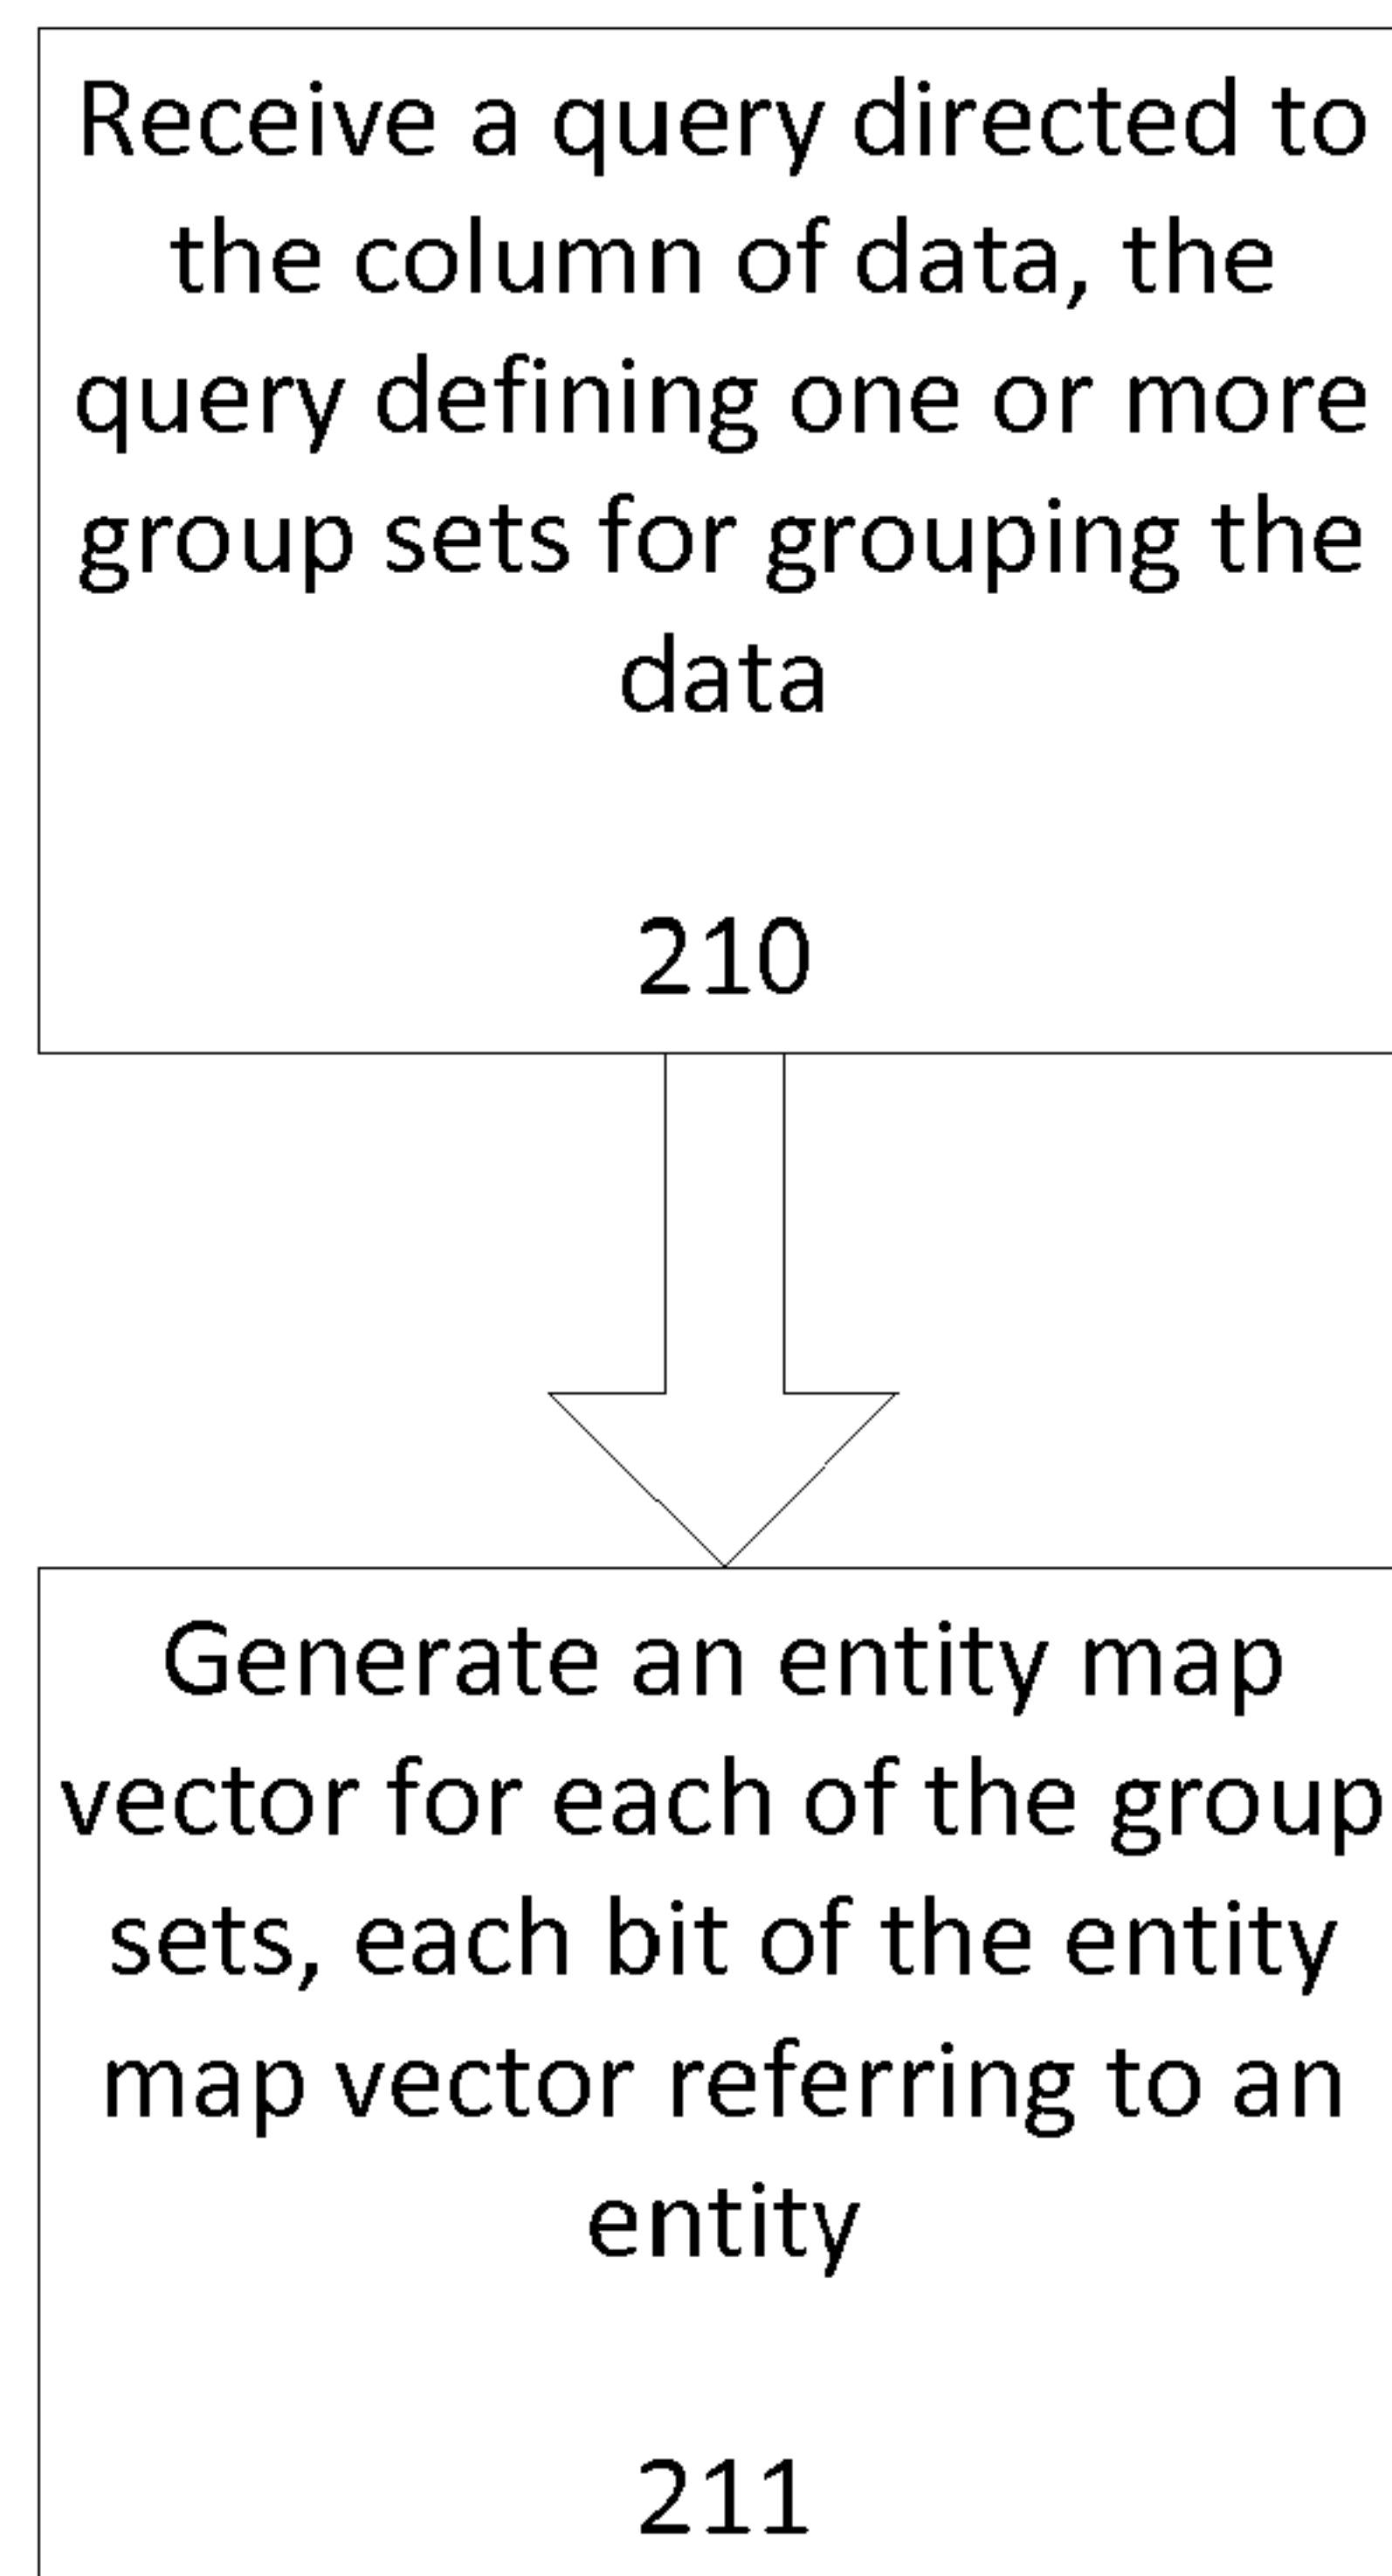 Receive a query directed to
the column of data, the
query defining one or more
group sets for grouping the
data
210
Generate an entity map
vector for each of the group
sets, each bit of the entity
map vector referring to an
entity
211